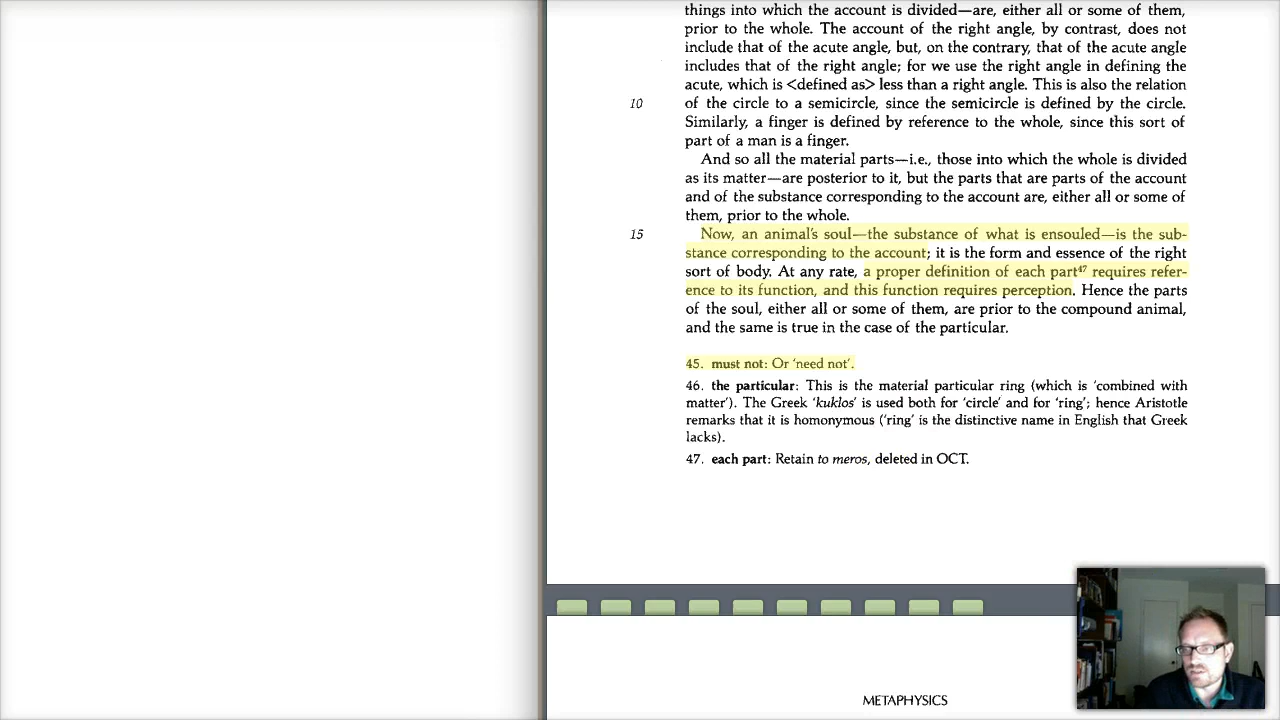 things into which the account is divided—are, either all or some of them,
prior to the whole. The account of the right angle, by contrast, does not
include that of the acute angle, but, on the contrary, that of the acute angle
includes that of the right angle; for we use the right angle in defining the
acute, which is <defined as> less than a right angle. This is also the relation
10 of the circle to a semicircle, since the semicircle is defined by the circle.
Similarly, a finger is defined by reference to the whole, since this sort of
part of a man is a finger.
And so all the material parts—i.e., those into which the whole is divided
as its matter—are posterior to it, but the parts that are parts of the account
and of the substance corresponding to the account are, either all or some of
them, prior to the whole.
15 Now, an animal's soul—the substance of what is ensouled—is the sub-
stance corresponding to the account; it is the form and essence of the right
sort of body. At any rate, a proper definition of each part47 requires refer-
ence to its function, and this function requires perception. Hence the parts
of the soul, either all or some of them, are prior to the compound animal,
and the same is true in the case of the particular.
45. must not: Or 'need not'.
46. the particular: This is the material particular ring (which is 'combined with
matter'). The Greek 'kuklos' is used both for 'circle' and for 'ring'; hence Aristotle
remarks that it is homonymous ('ring' is the distinctive name in English that Greek
lacks).
47. each part: Retain to meros, deleted in OCT.
METAPHYSICS